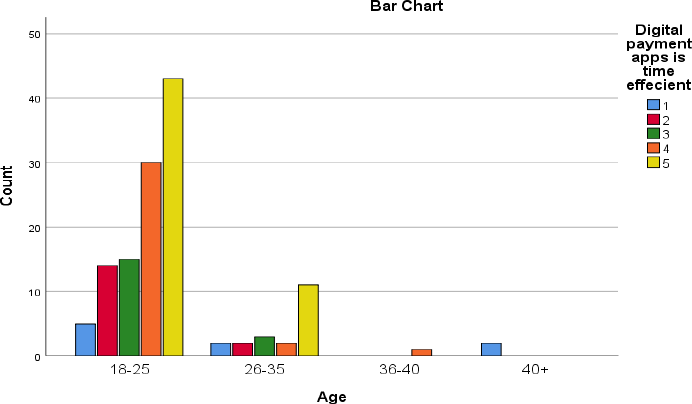 Bar Chart
50
40
30
20
10
0
Count
18-25
26-35
36-40
40+
Age
Digital
payment
apps is
time
effecient
1
2
3
4
5